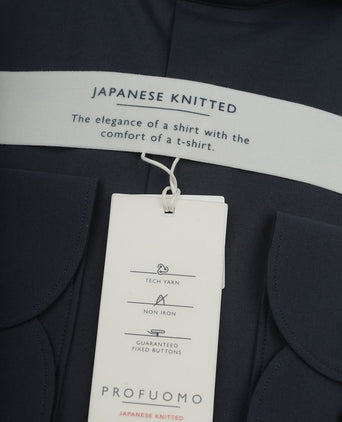 JAPANESE KNITTED
The elegance of a shirt with the
comfort of a t-shirt.
TECH YARN
NON IRON
GUARANTEED
FIXED BUTTONS
PROFUOMO
JAPANESE KNITTED